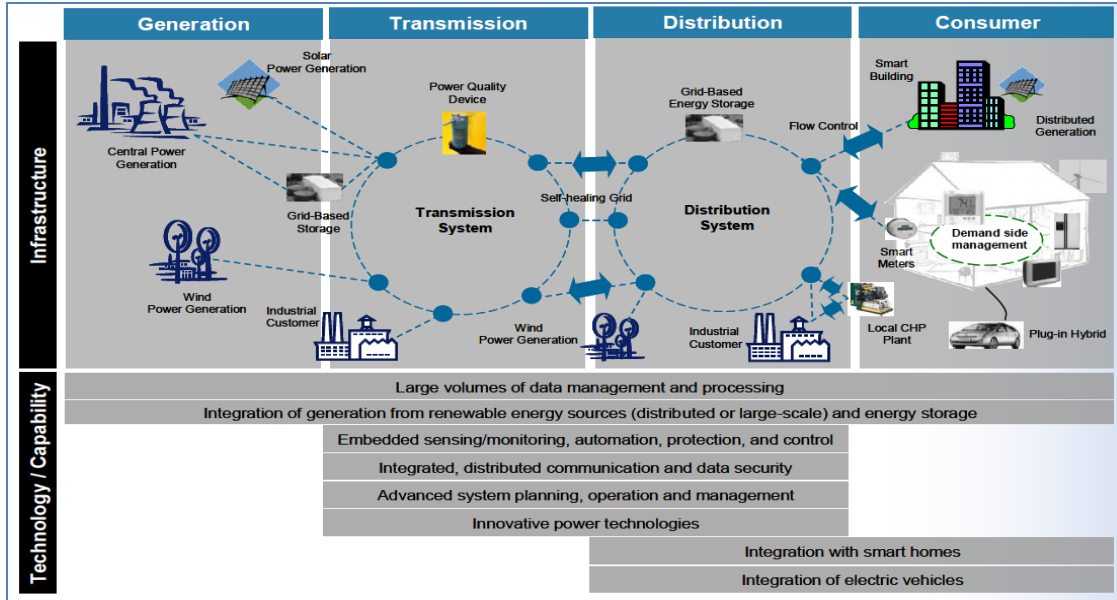 Generation
Transmission
Distribution
Consumer
Infrastructure
Solar
Power Generation
Central Power
Generation
Grid-Based
Storage
Wind
Power Generation
Industrial
Customer
Power Quality
Device
Transmission
System
Self-healing Grid
Wind
Power Generation
Grid-Based
Energy Storage
Flow Control
Distribution
System
Industrial
Customer
Smart
Building
Distributed
Generation
Demand side
management
Smart
Meters
Local CHP
Plant
Plug-in Hybrid
Technology / Capability
Large volumes of data management and processing
Integration of generation from renewable energy sources (distributed or large-scale) and energy storage
Embedded sensing/monitoring, automation, protection, and control
Integrated, distributed communication and data security
Advanced system planning, operation and management
Innovative power technologies
Integration with smart homes
Integration of electric vehicles